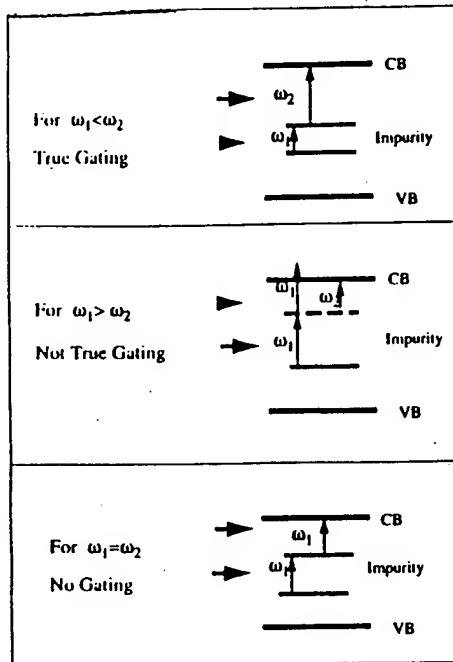 CB
ω₂
For ω₁<ω₂
ω₁
Impurity
True Gating
VB
CB
ω₁
ω₂
For ω₁> ω₂
ω₁
Impurity
Not True Gating
VB
CB
ω₁
For ω₁=ω₂
ω₁
Impurity
No Gating
VB